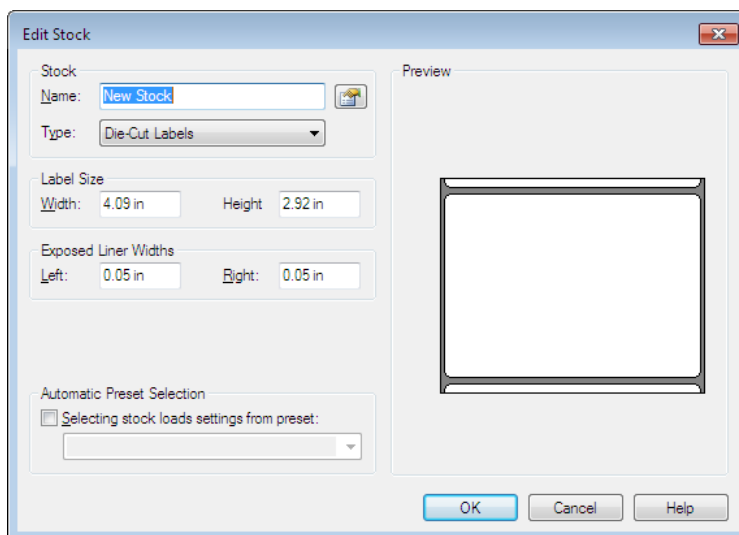 Edit Stock
Stock
Name: New Stock
Type: Die-Cut Labels
Label Size
Width: 4.09 in Height 2.92 in
Exposed Liner Widths
Left: 0.05 in Right: 0.05 in
Automatic Preset Selection
Selecting stock loads settings from preset:
Preview
OK Cancel Help